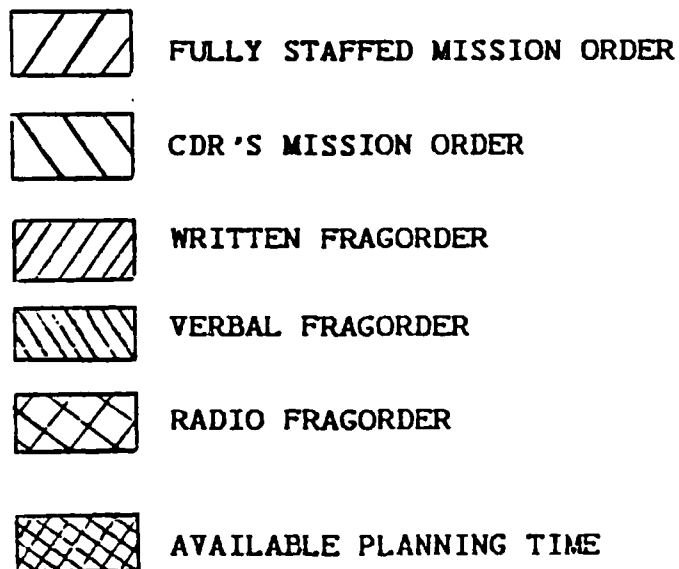 FULLY STAFFED MISSION ORDER
CDR'S MISSION ORDER
WRITTEN FRAGORDER
VERBAL FRAGORDER
RADIO FRAGORDER
AVAILABLE PLANNING TIME